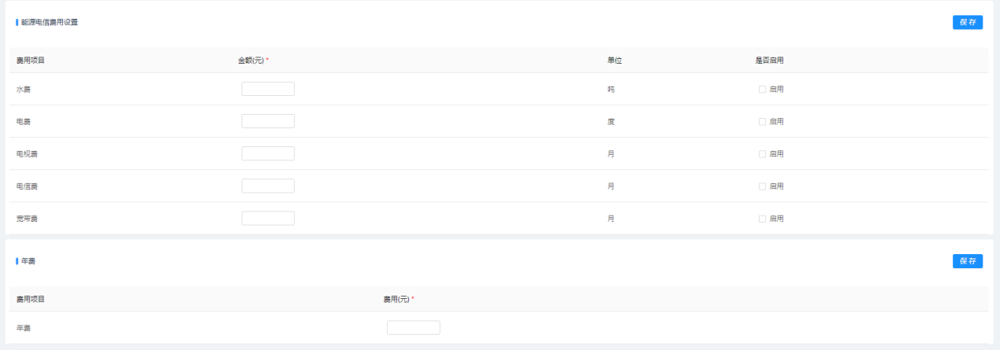 能源电信费用设置 保存
费用项目 金额(元) * 单位 是否启用
水费 吨 启用
电费 度 启用
电视费 月 启用
电信费 月 启用
宽带费 月 启用
年费 保存
费用项目 费用(元) *
年费